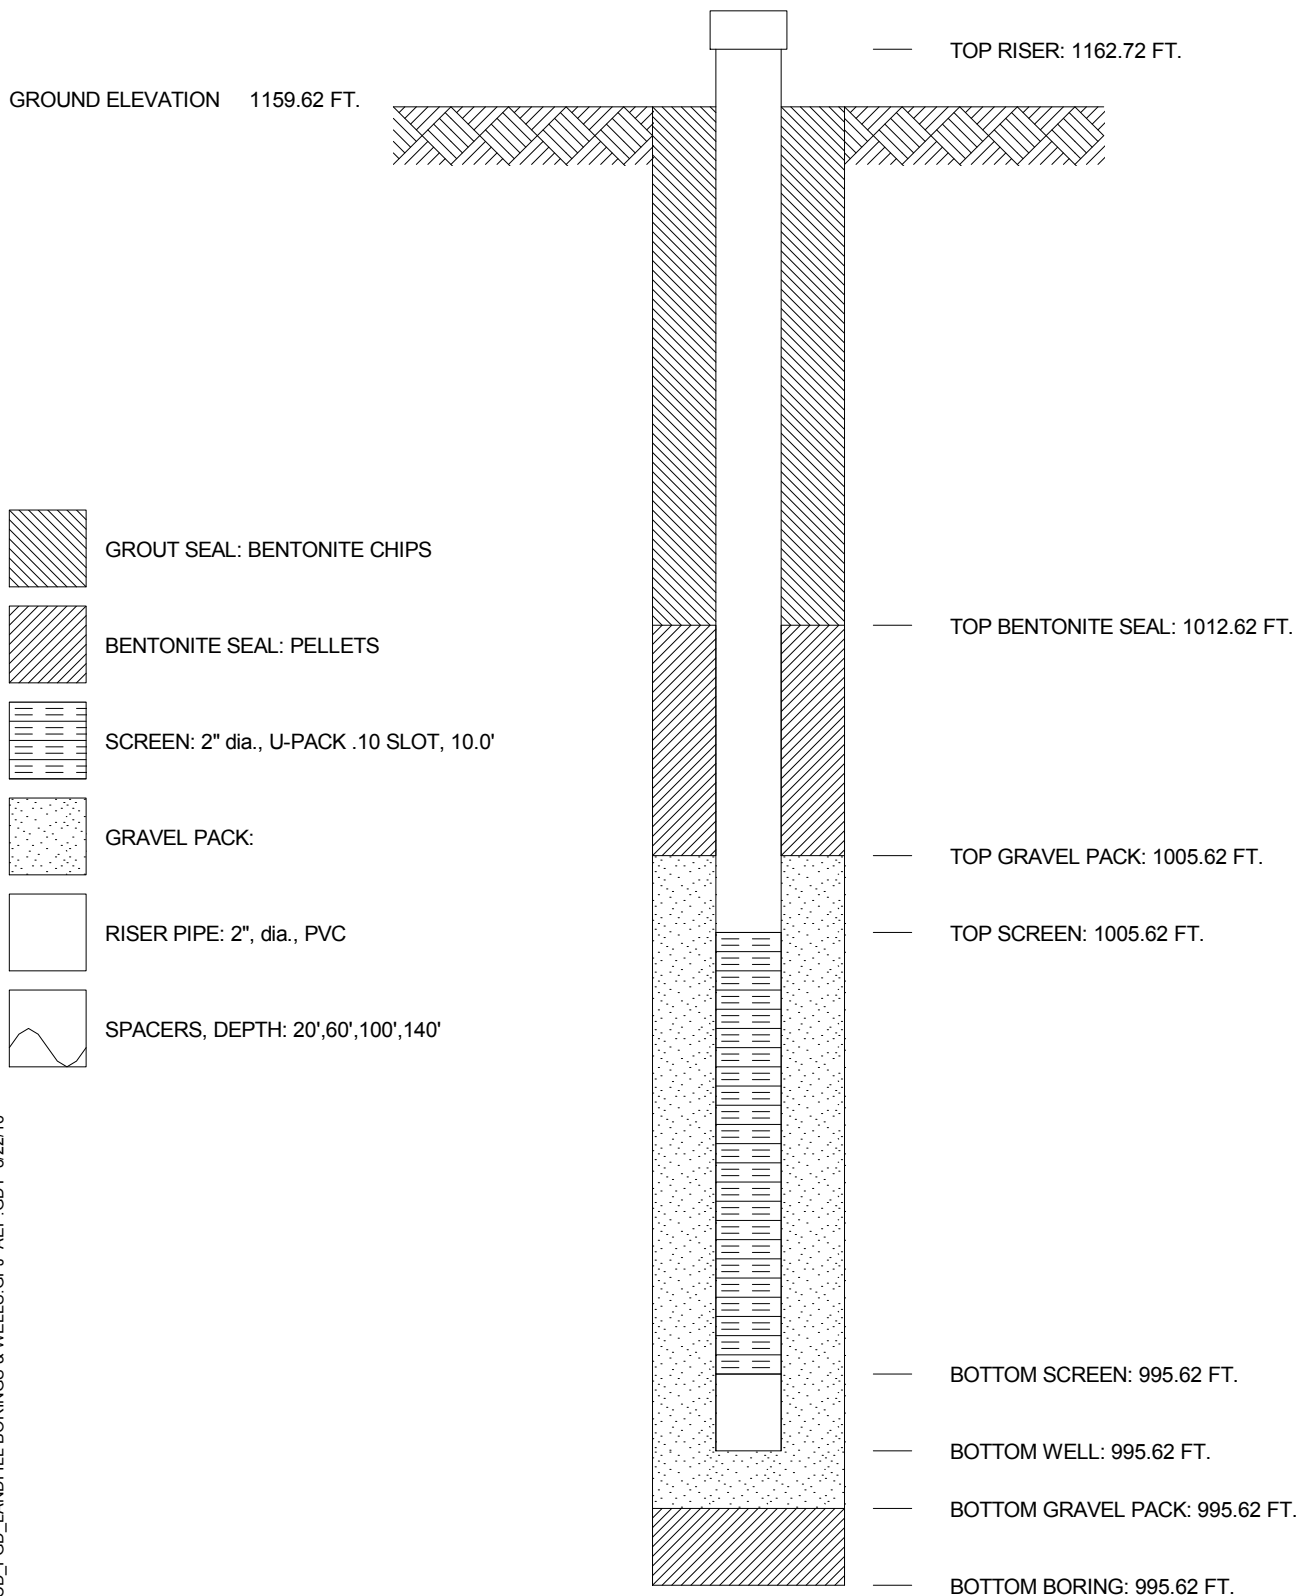 TOP RISER: 1162.72 FT.
GROUND ELEVATION 1159.62 FT.
GROUT SEAL: BENTONITE CHIPS
BENTONITE SEAL: PELLETS
SCREEN: 2" dia., U-PACK .10 SLOT, 10.0'
GRAVEL PACK:
RISER PIPE: 2", dia., PVC
SPACERS, DEPTH: 20',60',100',140'
TOP BENTONITE SEAL: 1012.62 FT.
TOP GRAVEL PACK: 1005.62 FT.
TOP SCREEN: 1005.62 FT.
BOTTOM SCREEN: 995.62 FT.
BOTTOM WELL: 995.62 FT.
BOTTOM GRAVEL PACK: 995.62 FT.
BOTTOM BORING: 995.62 FT.